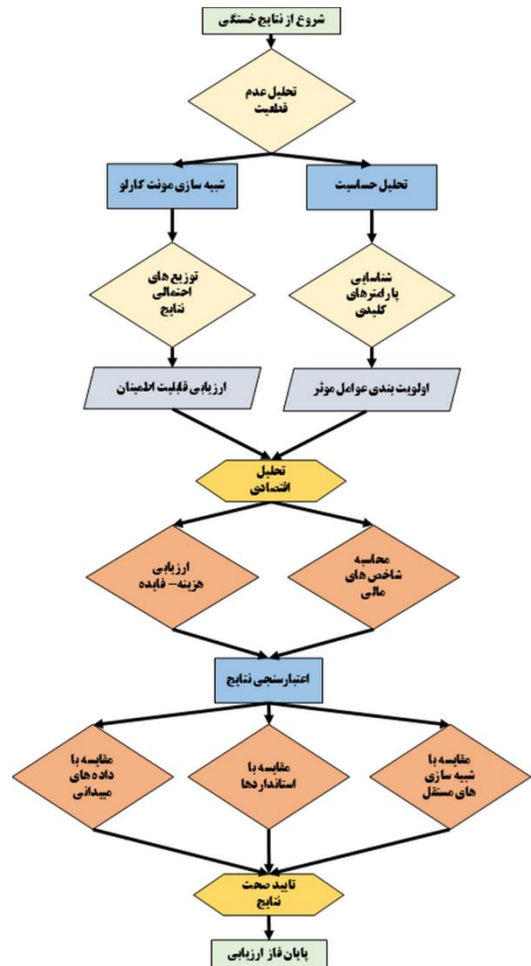 شروع از نتایج خستگی
تحلیل عدم
قطعیت
تحلیل حساسیت
شبیه سازی مونت کارلو
شناسایی
پارامترهای
کلیدی
توزیع های
احتمالی
نتایج
اولویت بندی عوامل موثر
ارزیابی قابلیت اطمینان
تحلیل
اقتصادی
محاسبه
شاخص های
مالی
ارزیابی
هزینه- فایده
اعتبارسنجی نتایج
مقایسه با
شبیه سازی
های مستقل
مقایسه با
استانداردها
مقایسه با
داده های
میدانی
تایید صحت
نتایج
پایان فاز ارزیابی